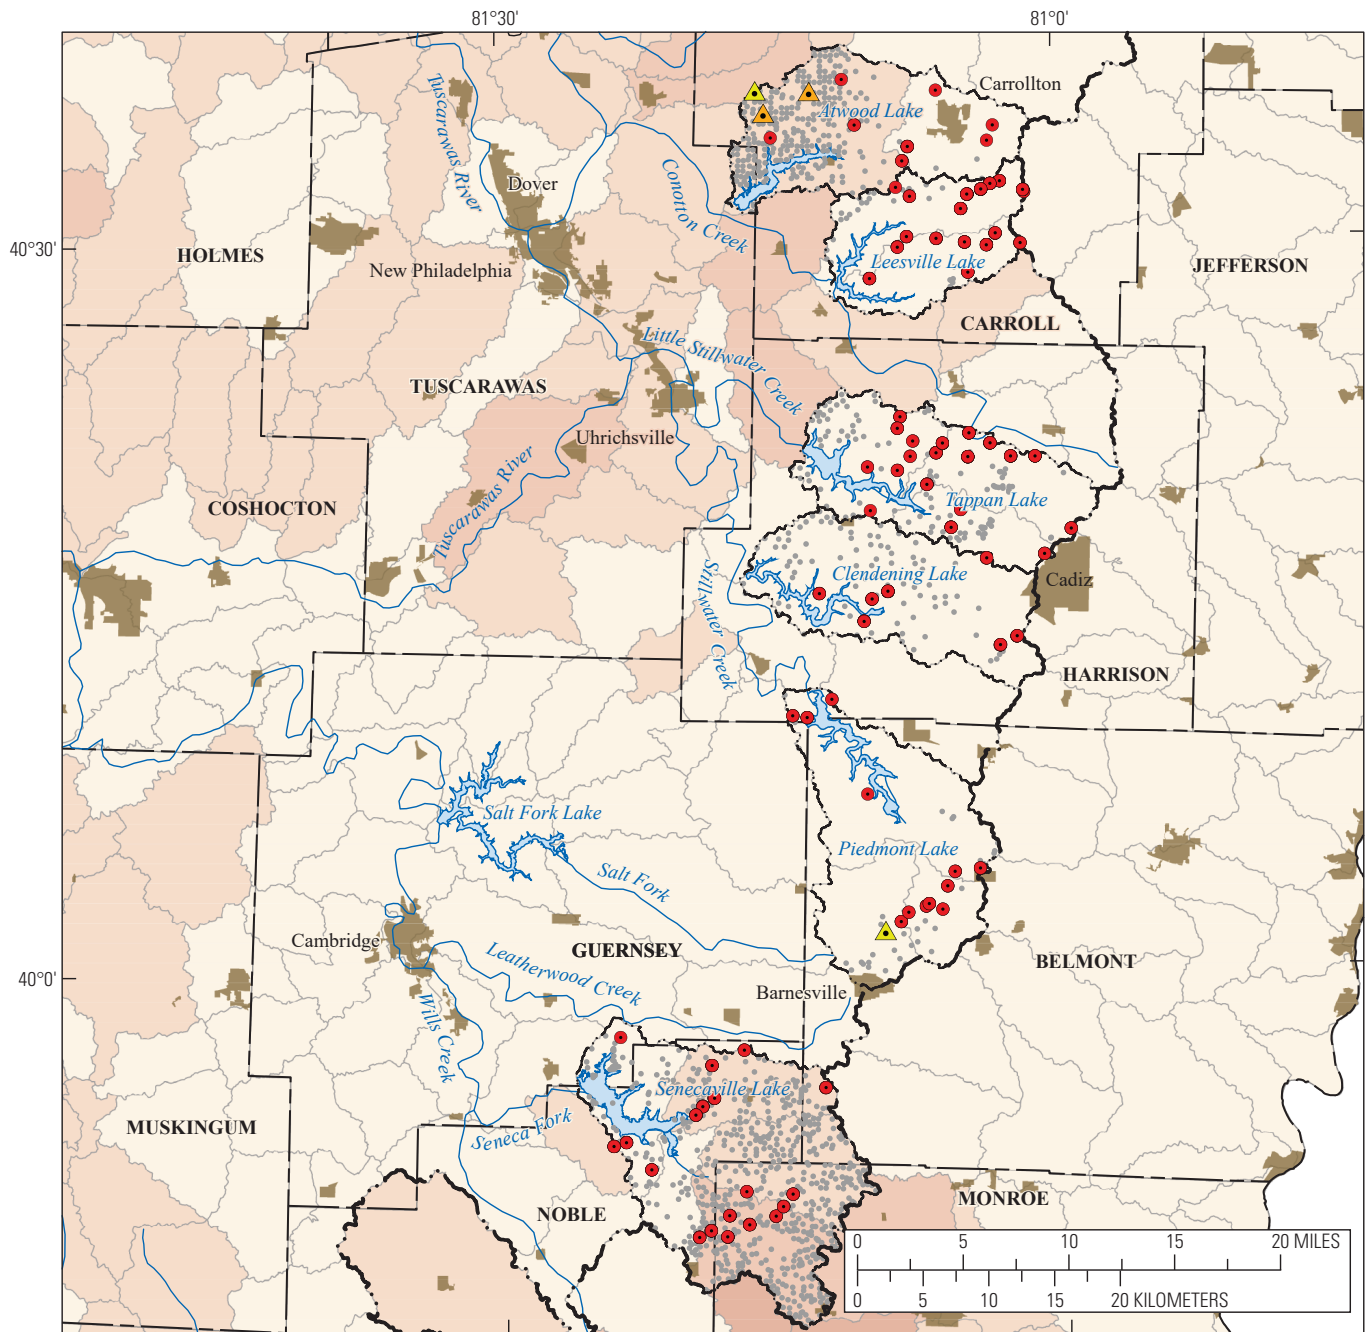 81°30'
81°0'
Carrollton
Atwood Lake
Tuscarawas River
Dover
Conotton Creek
40°30'
HOLMES
New Philadelphia
Leesville Lake
JEFFERSON
CARROLL
Little Stillwater Creek
TUSCARAWAS
Uhrichsville
Tuscarawas River
Tappan Lake
COSHOCTON
Clendening Lake
Cadiz
Stillwater Creek
HARRISON
Salt Fork Lake
Piedmont Lake
Salt Fork
Cambridge
GUERNSEY
Leatherwood Creek
BELMONT
40°0'
Barnesville
Wills Creek
Senecaville Lake
Seneca Fork
MUSKINGUM
NOBLE
MONROE
0 5 10 15 20 MILES
0 5 10 15 20 KILOMETERS